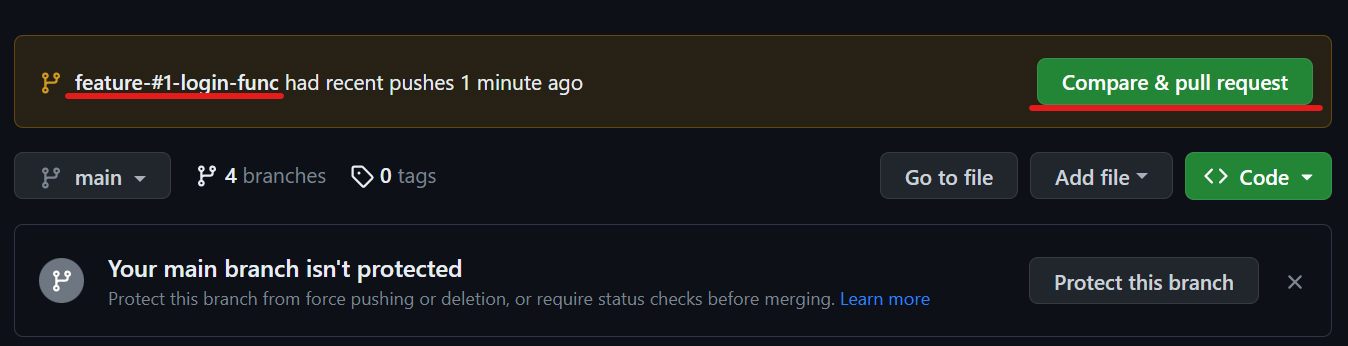 feature-#1-login-func had recent pushes 1 minute ago
Compare & pull request
main
4 branches
0 tags
Go to file
Add file
Code
Your main branch isn't protected
Protect this branch from force pushing or deletion, or require status checks before merging. Learn more
Protect this branch